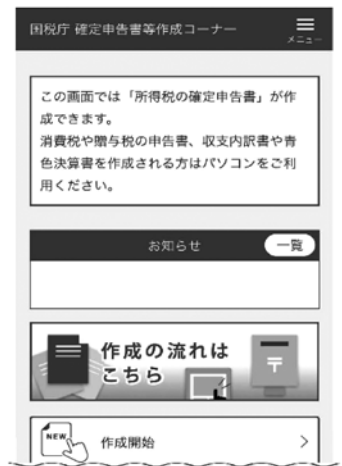 国税庁 確定申告書等作成コーナー
メニュー
この画面では「所得税の確定申告書」が作
成できます。
消費税や贈与税の申告書、収支内訳書や青
色決算書を作成される方はパソコンをご利
用ください。
お知らせ
一覧
作成の流れは
こちら
〒
NEW
作成開始